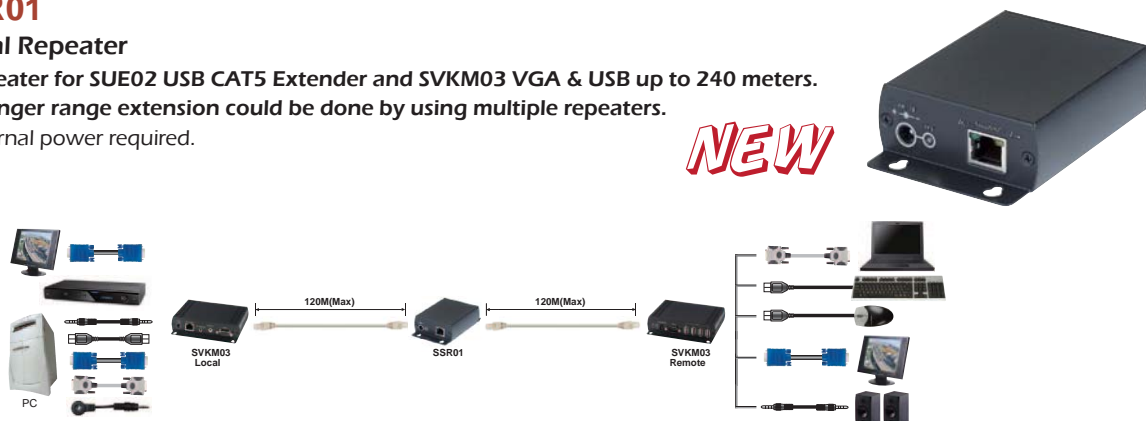 R01
al Repeater
eater for SUE02 USB CAT5 Extender and SVKM03 VGA & USB up to 240 meters.
nger range extension could be done by using multiple repeaters.
rnal power required.
NEW
120M(Max)
120M(Max)
SVKM03
Local
SSR01
SVKM03
Remote
PC